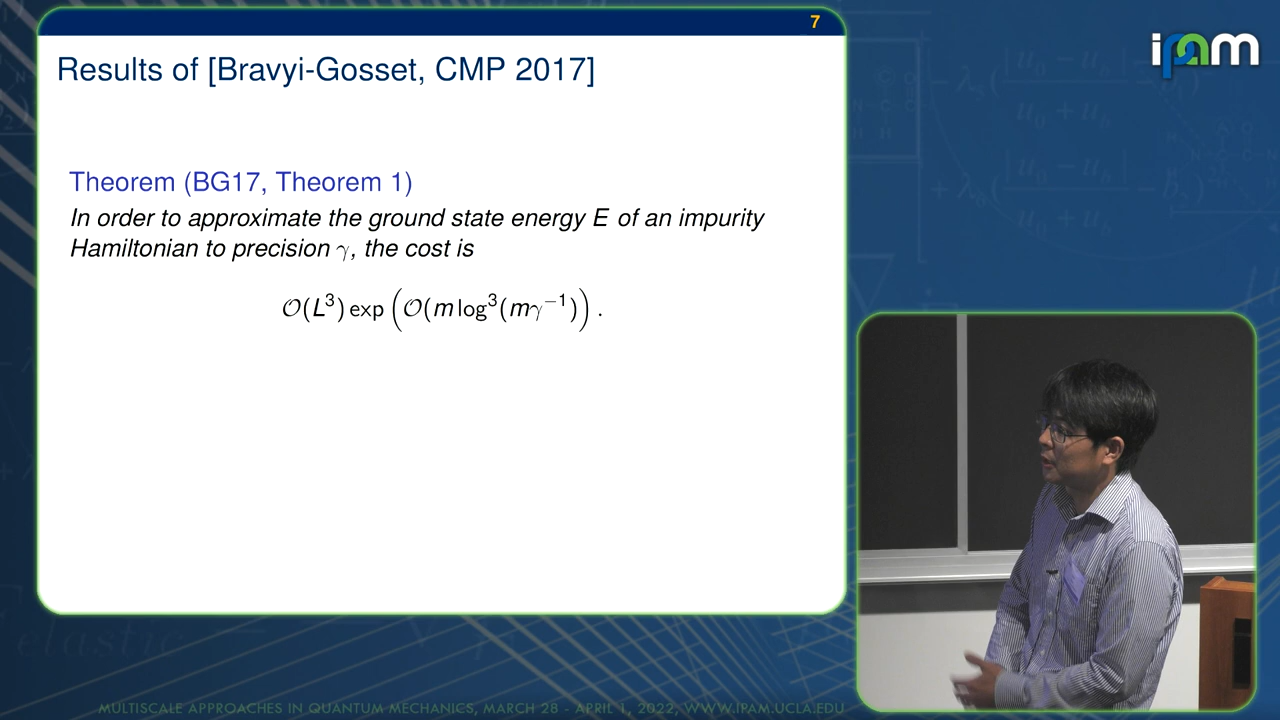 7
ipam
Results of [Bravyi-Gosset, CMP 2017]
Theorem (BG17, Theorem 1)
In order to approximate the ground state energy E of an impurity
Hamiltonian to precision γ, the cost is
𝒪(L³) exp (𝒪(m log³(mγ⁻¹)) .
MULTISCALE APPROACHES IN QUANTUM MECHANICS, MARCH 28 - APRIL 1, 2022, WWW.IPAM.UCLA.EDU